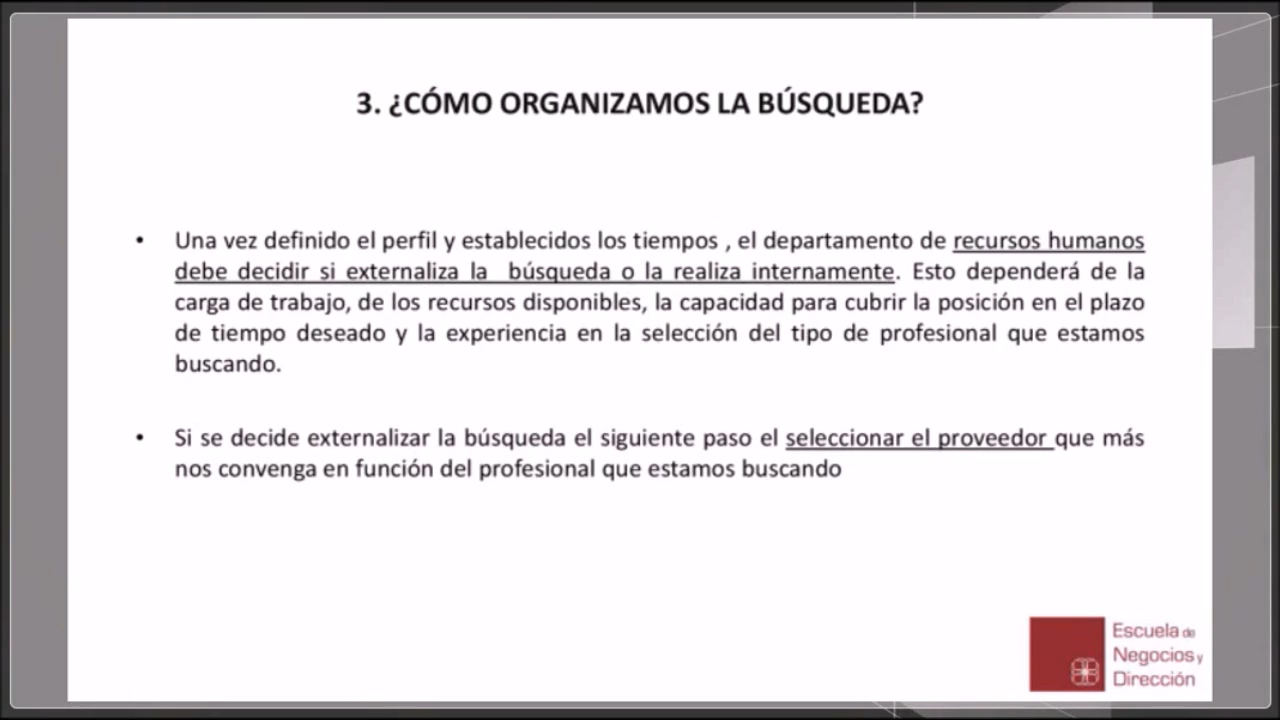 3. ¿CÓMO ORGANIZAMOS LA BÚSQUEDA?
• Una vez definido el perfil y establecidos los tiempos , el departamento de recursos humanos
debe decidir si externaliza la búsqueda o la realiza internamente. Esto dependerá de la
carga de trabajo, de los recursos disponibles, la capacidad para cubrir la posición en el plazo
de tiempo deseado y la experiencia en la selección del tipo de profesional que estamos
buscando.
• Si se decide externalizar la búsqueda el siguiente paso el seleccionar el proveedor que más
nos convenga en función del profesional que estamos buscando
Escuela de
Negocios y
Dirección